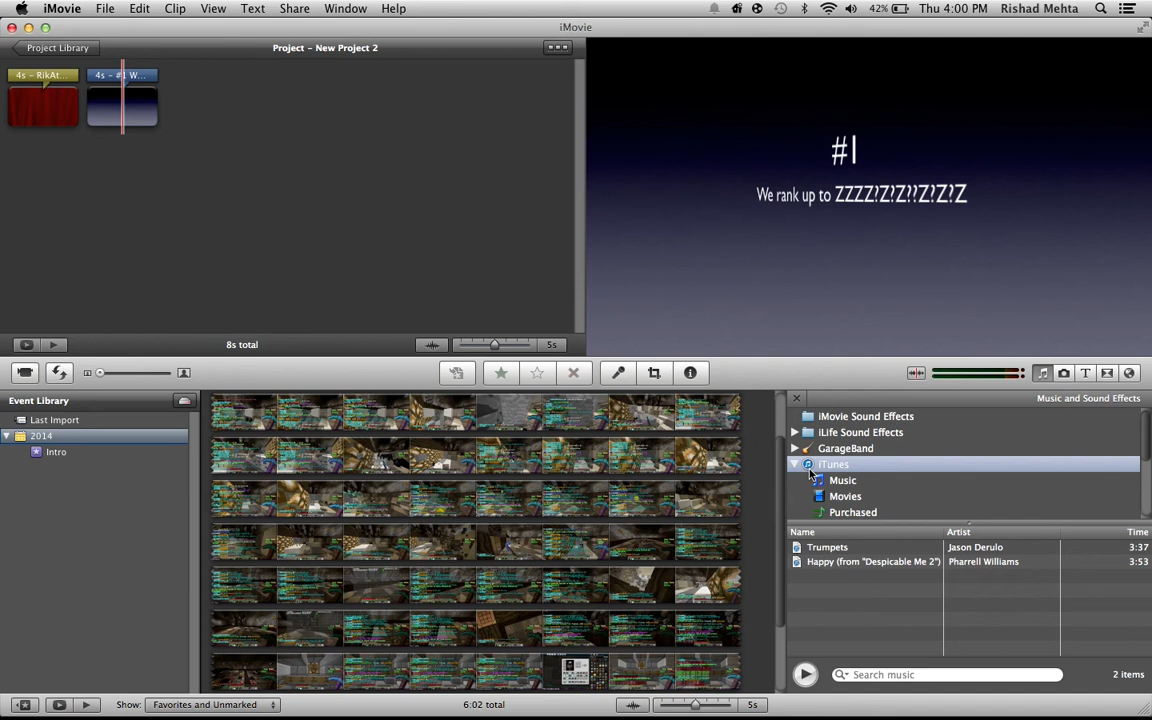 iMovie File Edit Clip View Text Share Window Help 42% Thu 4:00 PM Rishad Mehta
iMovie
Project Library
Project – New Project 2
4s – RikAt...
4s – #1 W...
#1
We rank up to ZZZZ!Z!Z!?Z!Z!Z
8s total
5s
Event Library
Last Import
2014
Intro
Music and Sound Effects
iMovie Sound Effects
iLife Sound Effects
GarageBand
iTunes
Music
Movies
Purchased
Name Artist Time
Trumpets Jason Derulo 3:37
Happy (from "Despicable Me 2") Pharrell Williams 3:53
Search music
2 items
Show: Favorites and Unmarked
6:02 total
5s